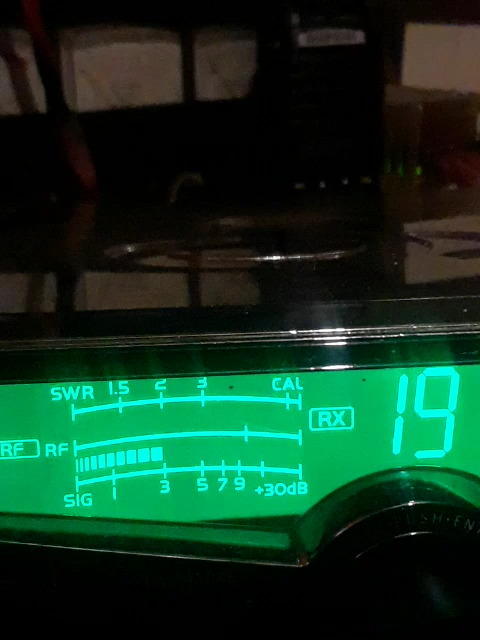 SWR 1.5 2 3 CAL
RX
19
RF RF
SIG 1 3 5 7 9 +30dB